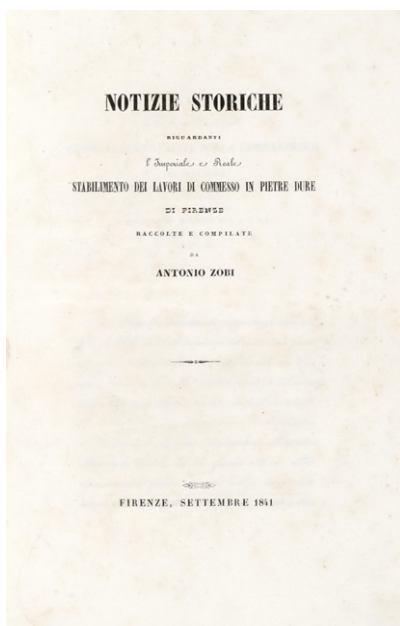 NOTIZIE STORICHE
RIGUARDANTI
l'Imperiale e Reale
STABILIMENTO DEI LAVORI DI COMMESSO IN PIETRE DURE
DI FIRENZE
RACCOLTE E COMPILATE
DA
ANTONIO ZOBI
FIRENZE, SETTEMBRE 1841